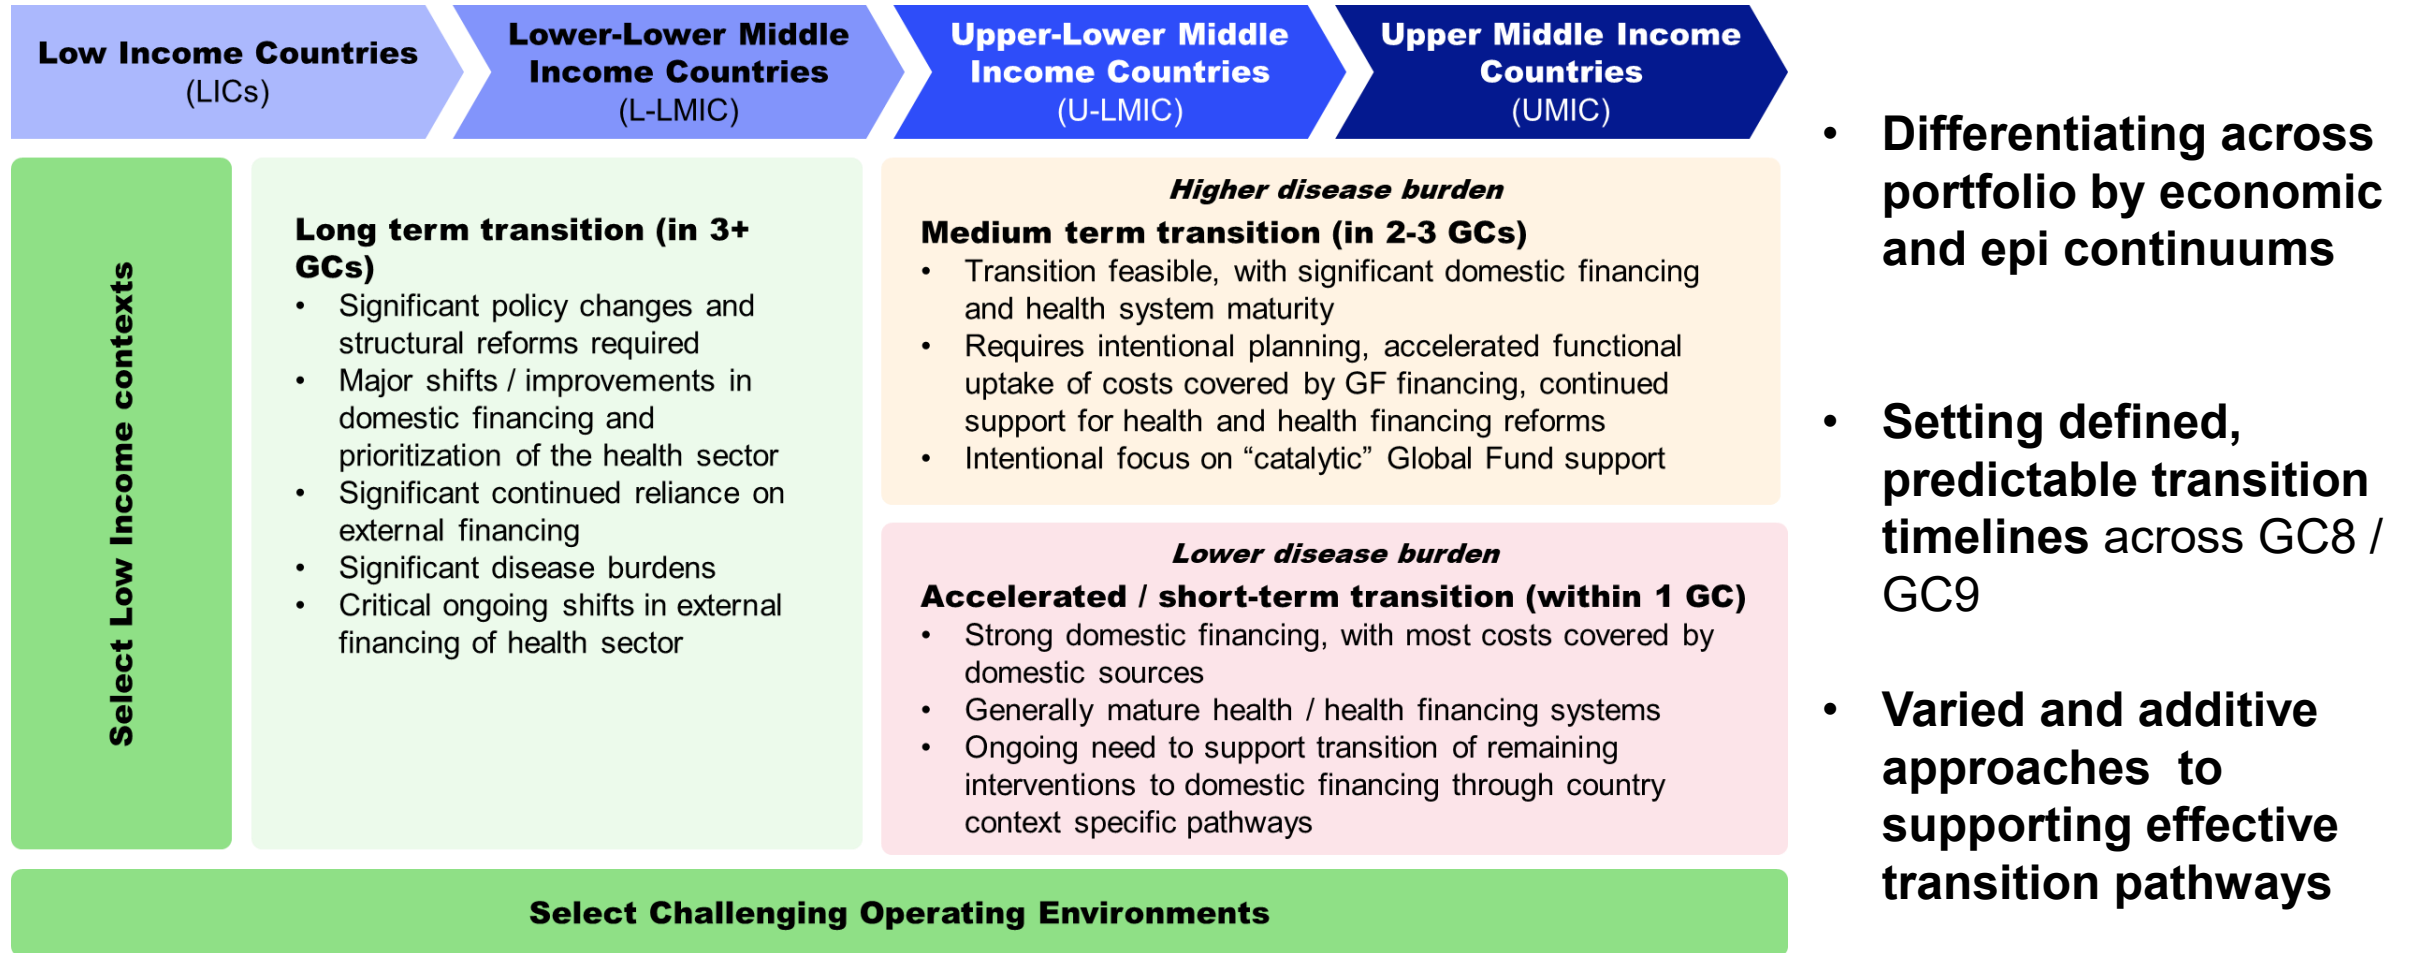 Low Income Countries
(LICs)
Lower-Lower Middle
Income Countries
(L-LMIC)
Upper-Lower Middle
Income Countries
(U-LMIC)
Upper Middle Income
Countries
(UMIC)
Select Low Income contexts
Long term transition (in 3+
GCs)
• Significant policy changes and
structural reforms required
• Major shifts / improvements in
domestic financing and
prioritization of the health sector
• Significant continued reliance on
external financing
• Significant disease burdens
• Critical ongoing shifts in external
financing of health sector
Higher disease burden
Medium term transition (in 2-3 GCs)
• Transition feasible, with significant domestic financing
and health system maturity
• Requires intentional planning, accelerated functional
uptake of costs covered by GF financing, continued
support for health and health financing reforms
• Intentional focus on “catalytic” Global Fund support
Lower disease burden
Accelerated / short-term transition (within 1 GC)
• Strong domestic financing, with most costs covered by
domestic sources
• Generally mature health / health financing systems
• Ongoing need to support transition of remaining
interventions to domestic financing through country
context specific pathways
Select Challenging Operating Environments
• Differentiating across
portfolio by economic
and epi continuums
• Setting defined,
predictable transition
timelines across GC8 /
GC9
• Varied and additive
approaches to
supporting effective
transition pathways